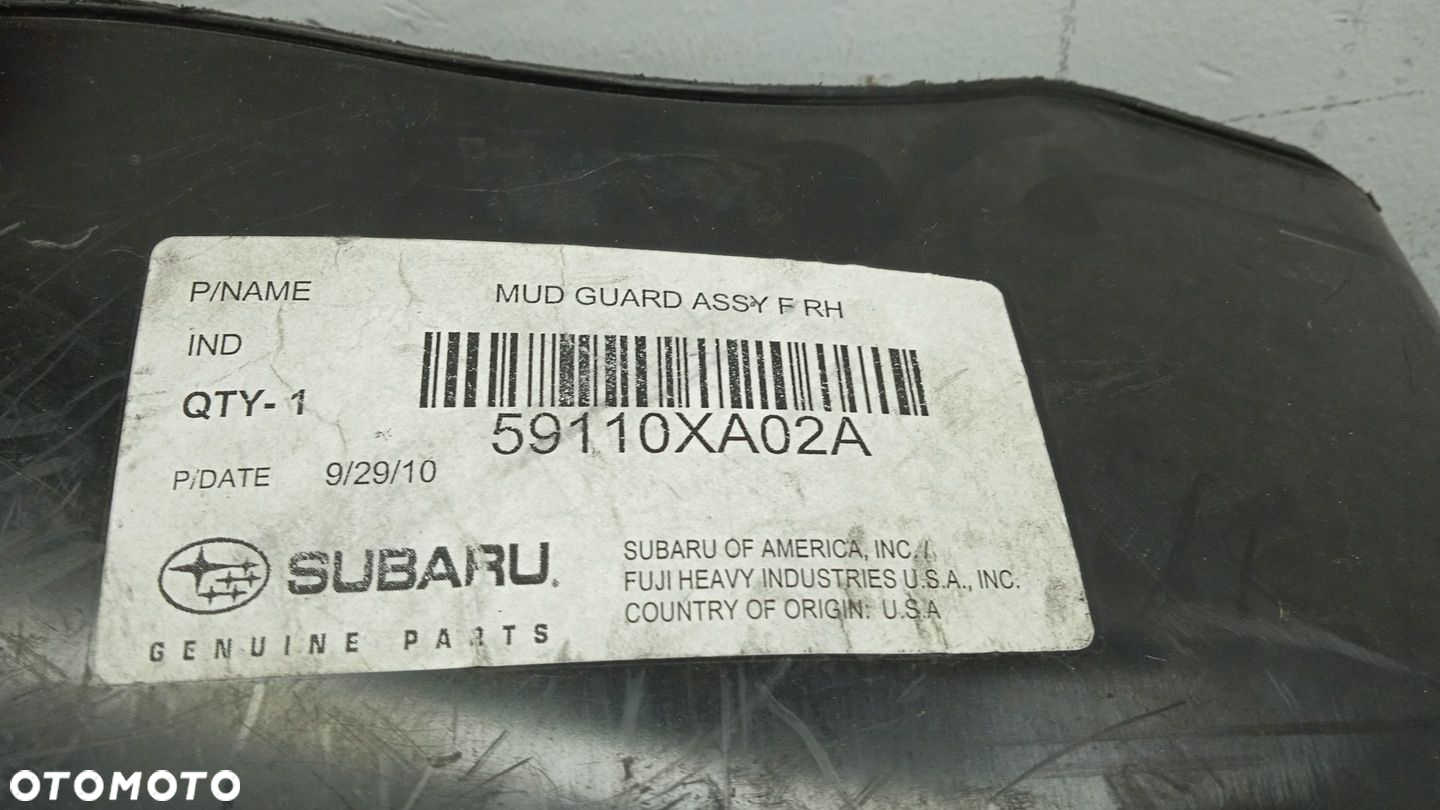 P/NAME MUD GUARD ASSY F RH
IND
QTY- 1
59110XA02A
P/DATE 9/29/10
SUBARU.
GENUINE PARTS
SUBARU OF AMERICA, INC. /
FUJI HEAVY INDUSTRIES U.S.A., INC.
COUNTRY OF ORIGIN: U.S.A
OTOMOTO